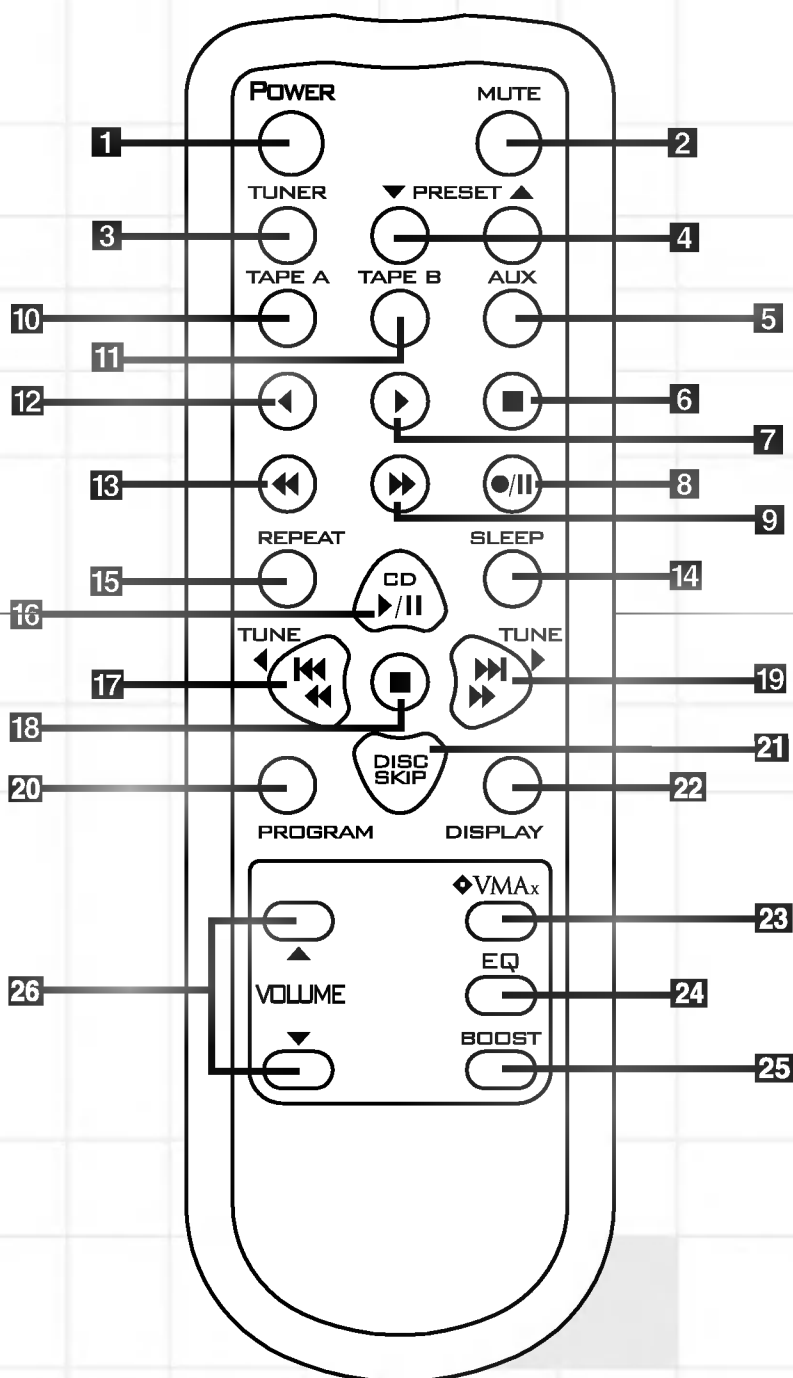 POWER MUTE
1 2
TUNER ▼ PRESET ▲
3 4
TAPE A TAPE B AUX
10 5
11
12 ◀ ▶ ■ 6
7
13 ◀◀ ▶▶ ●/II 8
9
REPEAT SLEEP
15 CD 14
16 ▶/II
TUNE TUNE
◀ ▶
17 |◀◀ ▶▶| 19
◀◀ ■ ▶▶
18
21
DISC
SKIP
20 22
PROGRAM DISPLAY
VMAx
23
▲ EQ
26 VOLUME 24
▼ BOOST
25